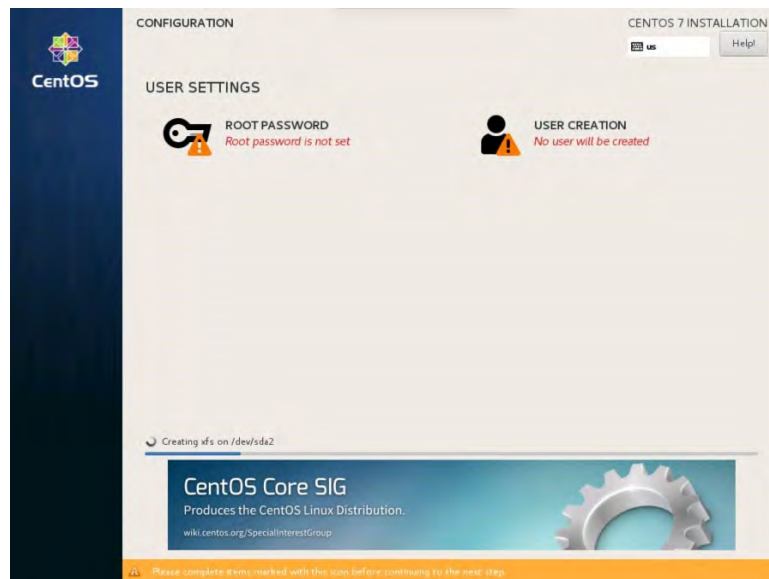 CONFIGURATION
CENTOS 7 INSTALLATION
us
Help!
CentOS
USER SETTINGS
ROOT PASSWORD
Root password is not set
USER CREATION
No user will be created
Creating xfs on /dev/sda2
CentOS Core SIG
Produces the CentOS Linux Distribution.
wiki.centos.org/SpecialInterestGroup
Please complete items marked with this icon before continuing to the next step.